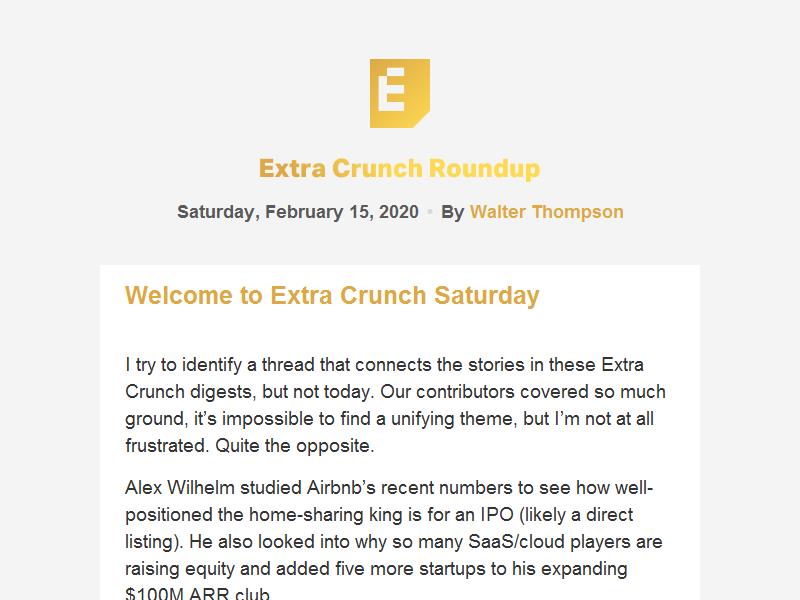 E
Extra Crunch Roundup
Saturday, February 15, 2020 • By Walter Thompson
Welcome to Extra Crunch Saturday
I try to identify a thread that connects the stories in these Extra
Crunch digests, but not today. Our contributors covered so much
ground, it’s impossible to find a unifying theme, but I’m not at all
frustrated. Quite the opposite.
Alex Wilhelm studied Airbnb’s recent numbers to see how well-
positioned the home-sharing king is for an IPO (likely a direct
listing). He also looked into why so many SaaS/cloud players are
raising equity and added five more startups to his expanding
$100M ARR club